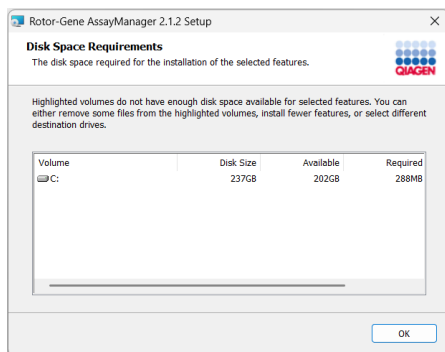 Rotor-Gene AssayManager 2.1.2 Setup
Disk Space Requirements
The disk space required for the installation of the selected features.
QIAGEN
Highlighted volumes do not have enough disk space available for selected features. You can
either remove some files from the highlighted volumes, install fewer features, or select different
destination drives.
Volume Disk Size Available Required
C: 237GB 202GB 288MB
OK